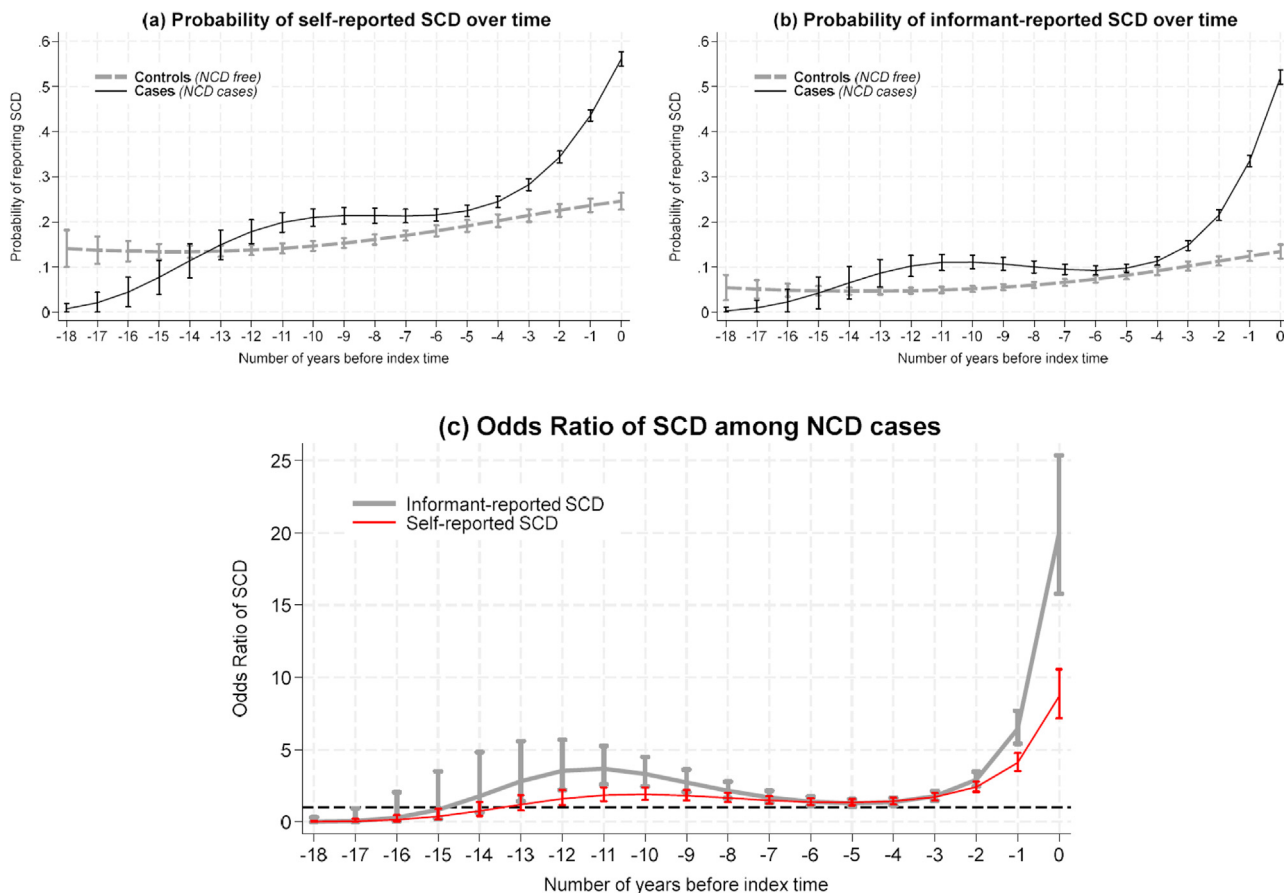 (a) Probability of self-reported SCD over time
.6
.5
.4
.3
.2
.1
0
Probability of reporting SCD
Controls (NCD free)
Cases (NCD cases)
-18 -17 -16 -15 -14 -13 -12 -11 -10 -9 -8 -7 -6 -5 -4 -3 -2 -1 0
Number of years before index time
(b) Probability of informant-reported SCD over time
.6
.5
.4
.3
.2
.1
0
Probability of reporting SCD
Controls (NCD free)
Cases (NCD cases)
-18 -17 -16 -15 -14 -13 -12 -11 -10 -9 -8 -7 -6 -5 -4 -3 -2 -1 0
Number of years before index time
(c) Odds Ratio of SCD among NCD cases
25
20
15
10
5
0
Odds Ratio of SCD
Informant-reported SCD
Self-reported SCD
-18 -17 -16 -15 -14 -13 -12 -11 -10 -9 -8 -7 -6 -5 -4 -3 -2 -1 0
Number of years before index time